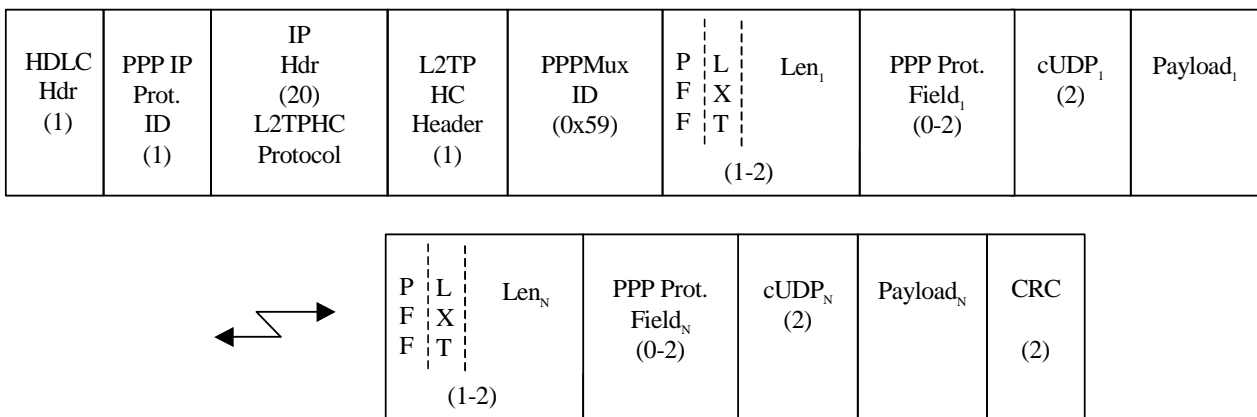 HDLC
Hdr
(1)
PPP IP
Prot.
ID
(1)
IP
Hdr
(20)
L2TPHC
Protocol
L2TP
HC
Header
(1)
PPPMux
ID
(0x59)
P
F
F
L
X
T
Len₁
(1-2)
PPP Prot.
Field₁
(0-2)
cUDP₁
(2)
Payload₁
P
F
F
L
X
T
Lenₙ
(1-2)
PPP Prot.
Fieldₙ
(0-2)
cUDPₙ
(2)
Payloadₙ
CRC
(2)